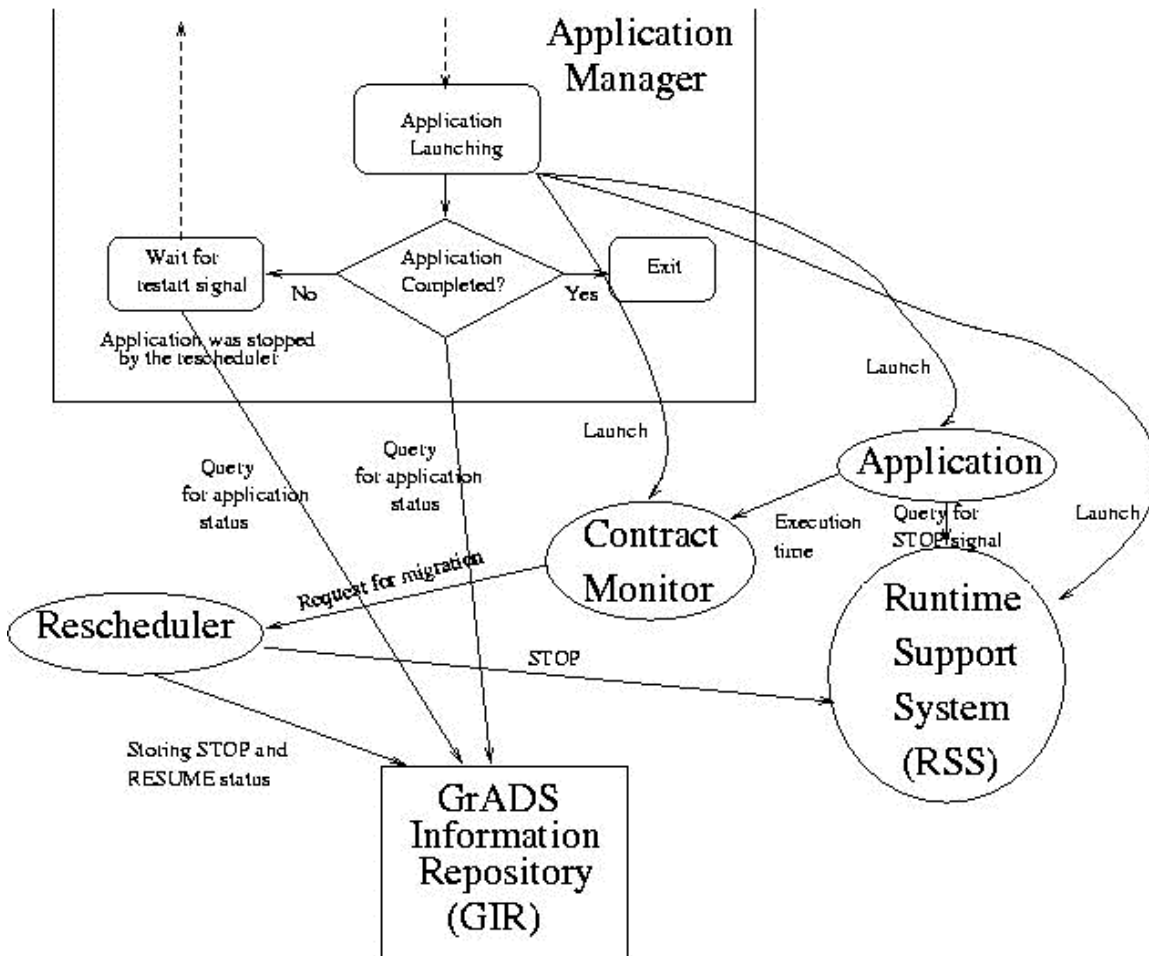 Application
Manager
Application
Launching
Wait for
restart signal
No
Application
Completed?
Yes
Exit
Application was stopped
by the rescheduler
Launch
Launch
Launch
Query
for application
status
Query
for application
status
Application
Execution
time
Query for
STOP signal
Contract
Monitor
Request for migration
Rescheduler
STOP
Runtime
Support
System
(RSS)
Storing STOP and
RESUME status
GrADS
Information
Repository
(GIR)